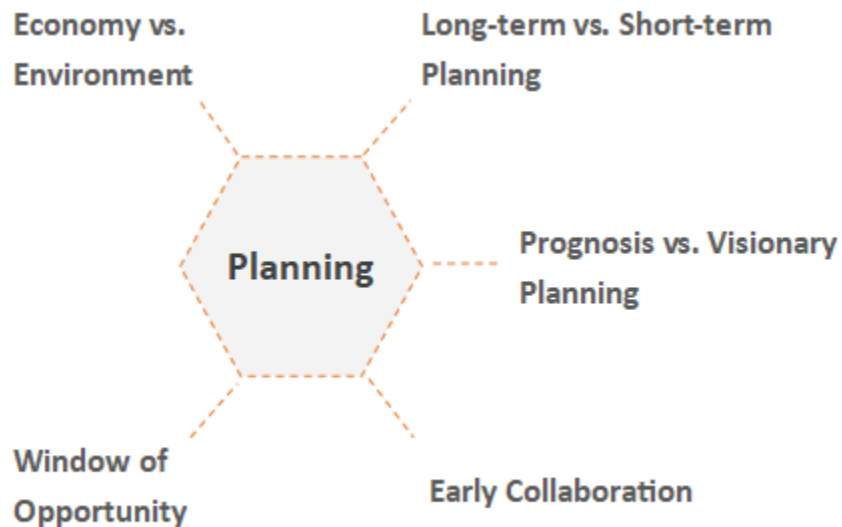 Economy vs.
Environment
Long-term vs. Short-term
Planning
Planning
Prognosis vs. Visionary
Planning
Window of
Opportunity
Early Collaboration